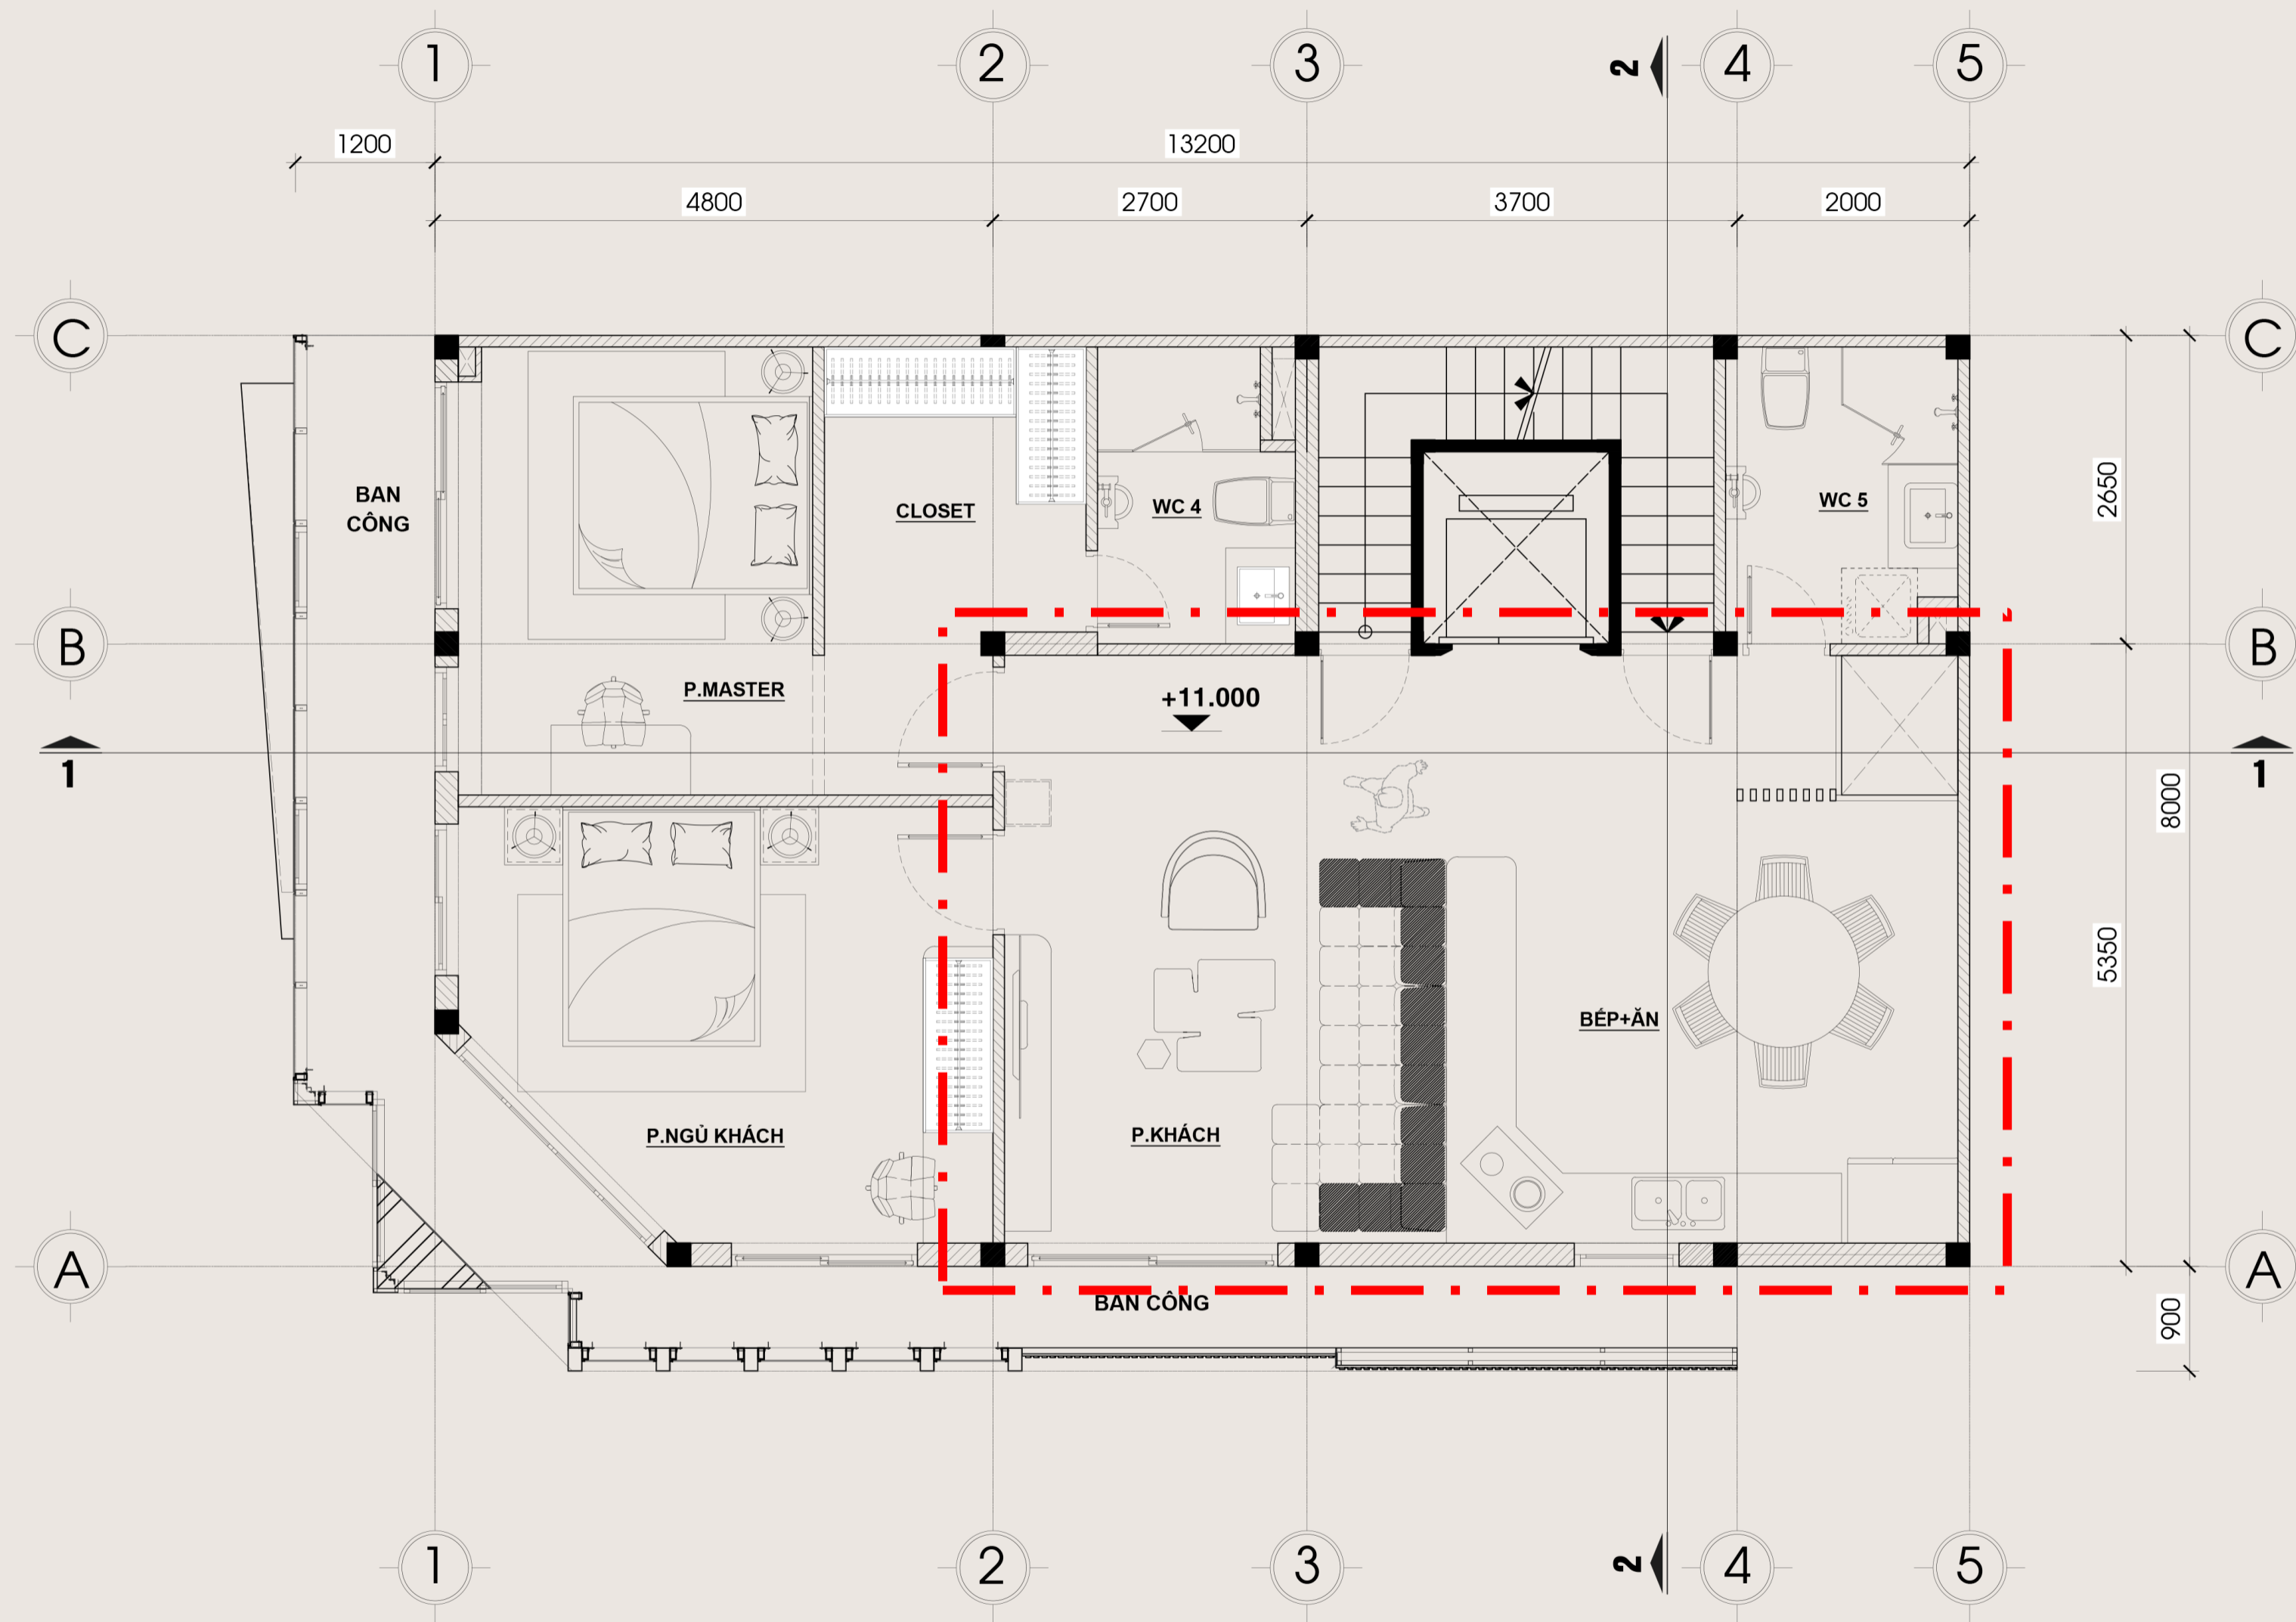 1
2
3
2
4
5
1200
13200
4800
2700
3700
2000
C
C
BAN
CÔNG
CLOSET
WC 4
WC 5
2650
B
B
P.MASTER
+11.000
1
1
8000
5350
BẾP+ĂN
P.NGỦ KHÁCH
P.KHÁCH
A
A
BAN CÔNG
900
1
2
3
2
4
5